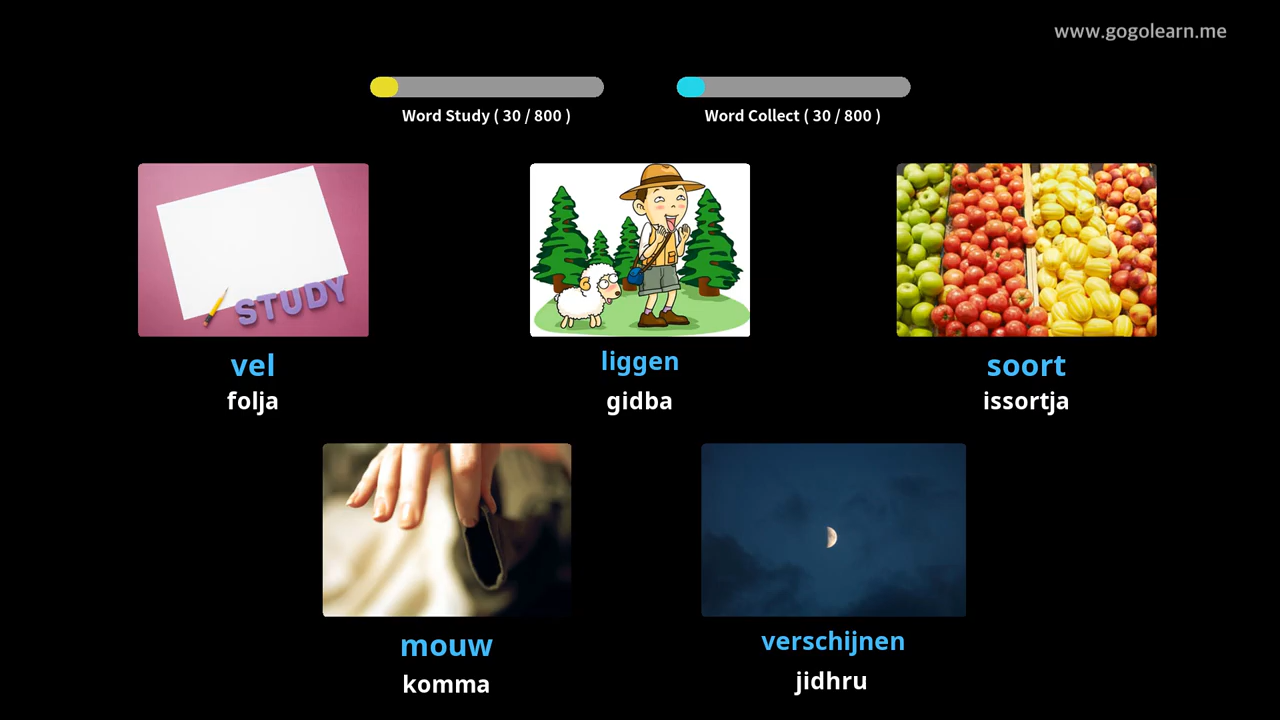 www.gogolearn.me
Word Study ( 30 / 800 )
Word Collect ( 30 / 800 )
STUDY
vel
folja
liggen
gidba
soort
issortja
mouw
komma
verschijnen
jidhru